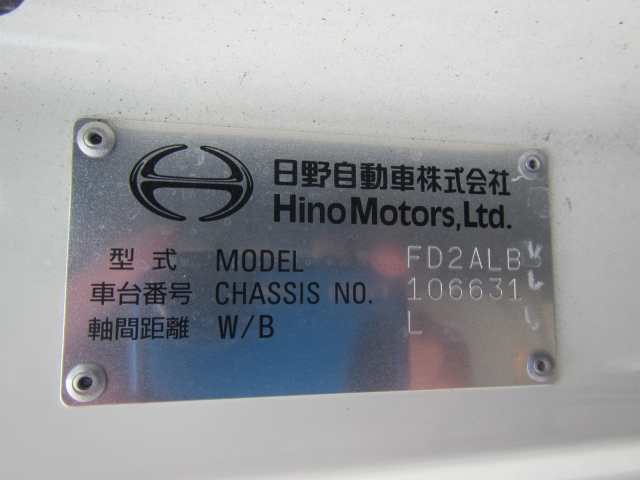 日野自動車株式会社
Hino Motors, Ltd.
型式 MODEL FD2ALB
車台番号 CHASSIS NO. 106631
軸間距離 W/B L